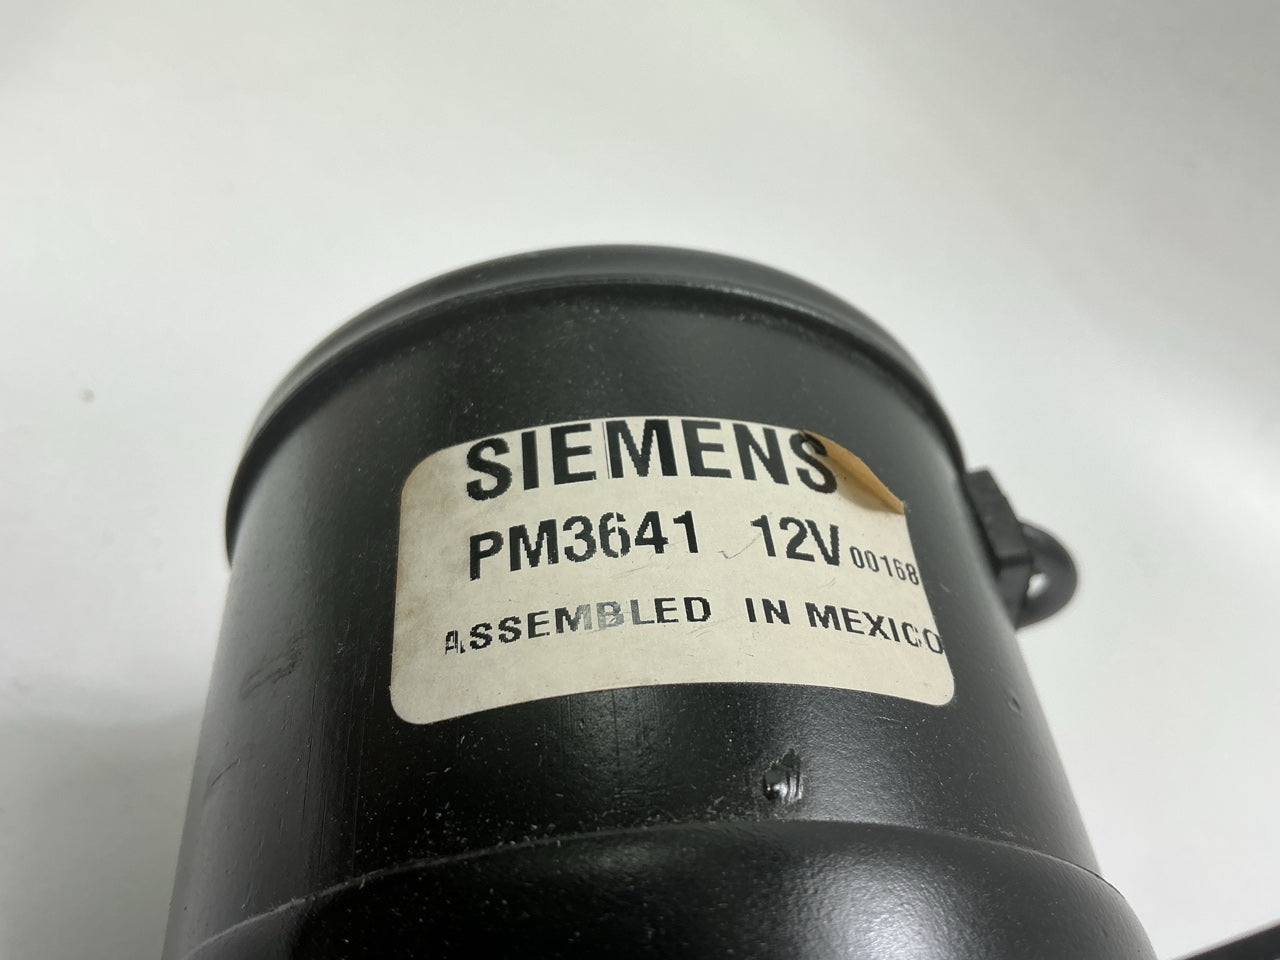 SIEMENS
PM3641 12V 00168
ASSEMBLED IN MEXICO